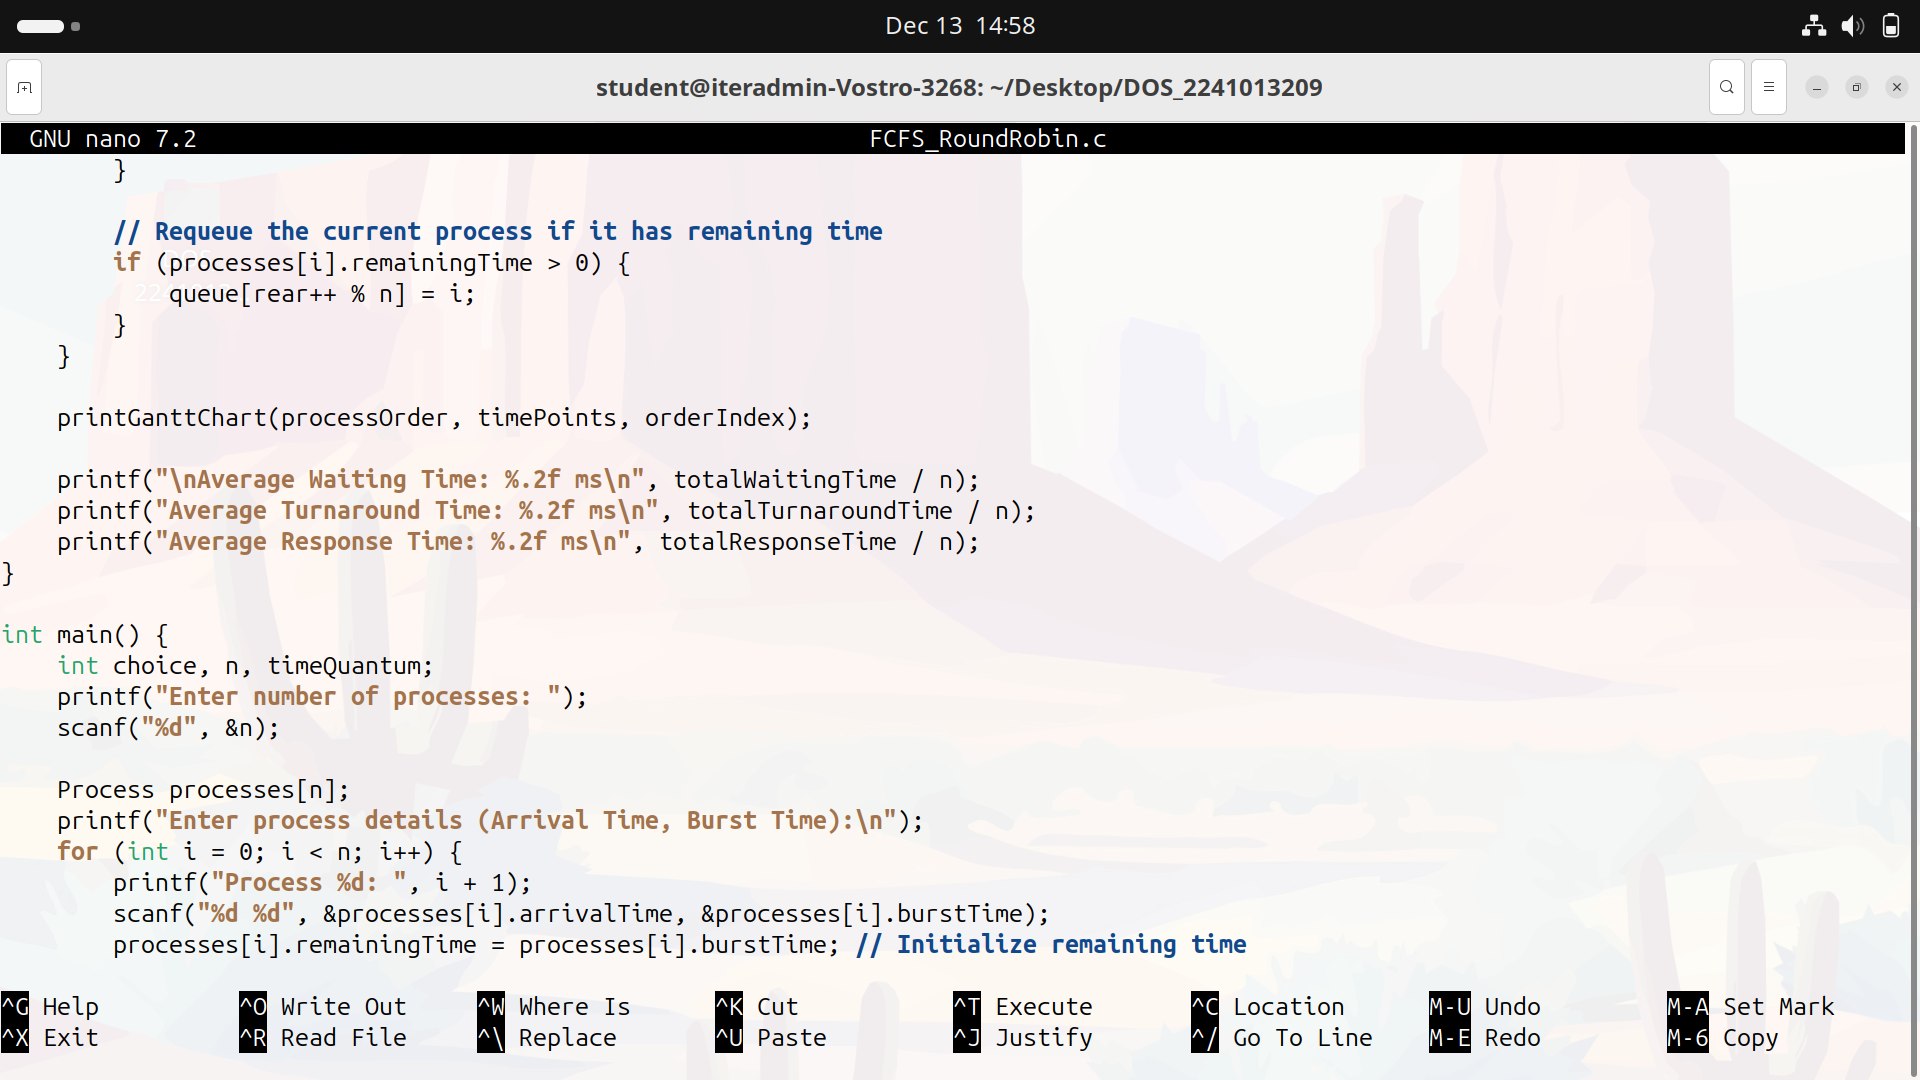 Dec 13 14:58
student@iteradmin-Vostro-3268: ~/Desktop/DOS_2241013209
GNU nano 7.2 FCFS_RoundRobin.c
}
// Requeue the current process if it has remaining time
if (processes[i].remainingTime > 0) {
queue[rear++ % n] = i;
}
}
printGanttChart(processOrder, timePoints, orderIndex);
printf("\nAverage Waiting Time: %.2f ms\n", totalWaitingTime / n);
printf("Average Turnaround Time: %.2f ms\n", totalTurnaroundTime / n);
printf("Average Response Time: %.2f ms\n", totalResponseTime / n);
}
int main() {
int choice, n, timeQuantum;
printf("Enter number of processes: ");
scanf("%d", &n);
Process processes[n];
printf("Enter process details (Arrival Time, Burst Time):\n");
for (int i = 0; i < n; i++) {
printf("Process %d: ", i + 1);
scanf("%d %d", &processes[i].arrivalTime, &processes[i].burstTime);
processes[i].remainingTime = processes[i].burstTime; // Initialize remaining time
^G Help ^O Write Out ^W Where Is ^K Cut ^T Execute ^C Location M-U Undo M-A Set Mark
^X Exit ^R Read File ^\ Replace ^U Paste ^J Justify ^/ Go To Line M-E Redo M-6 Copy